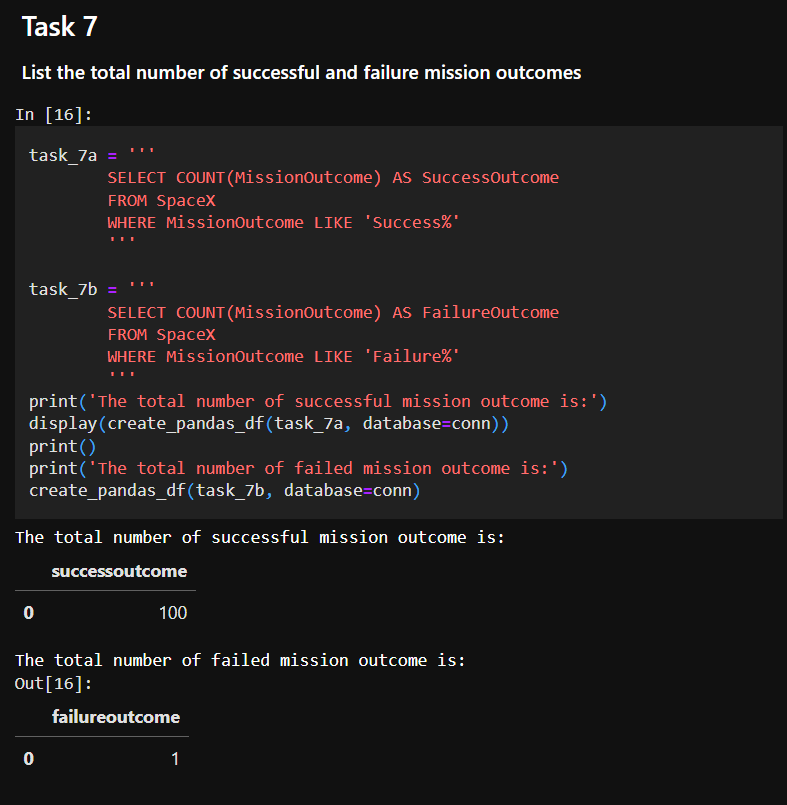 Task 7
List the total number of successful and failure mission outcomes
In [16]:
task_7a = '''
        SELECT COUNT(MissionOutcome) AS SuccessOutcome
        FROM SpaceX
        WHERE MissionOutcome LIKE 'Success%'
        '''
task_7b = '''
        SELECT COUNT(MissionOutcome) AS FailureOutcome
        FROM SpaceX
        WHERE MissionOutcome LIKE 'Failure%'
        '''
print('The total number of successful mission outcome is:')
display(create_pandas_df(task_7a, database=conn))
print()
print('The total number of failed mission outcome is:')
create_pandas_df(task_7b, database=conn)
The total number of successful mission outcome is:
successoutcome
0 100
The total number of failed mission outcome is:
Out[16]:
failureoutcome
0 1